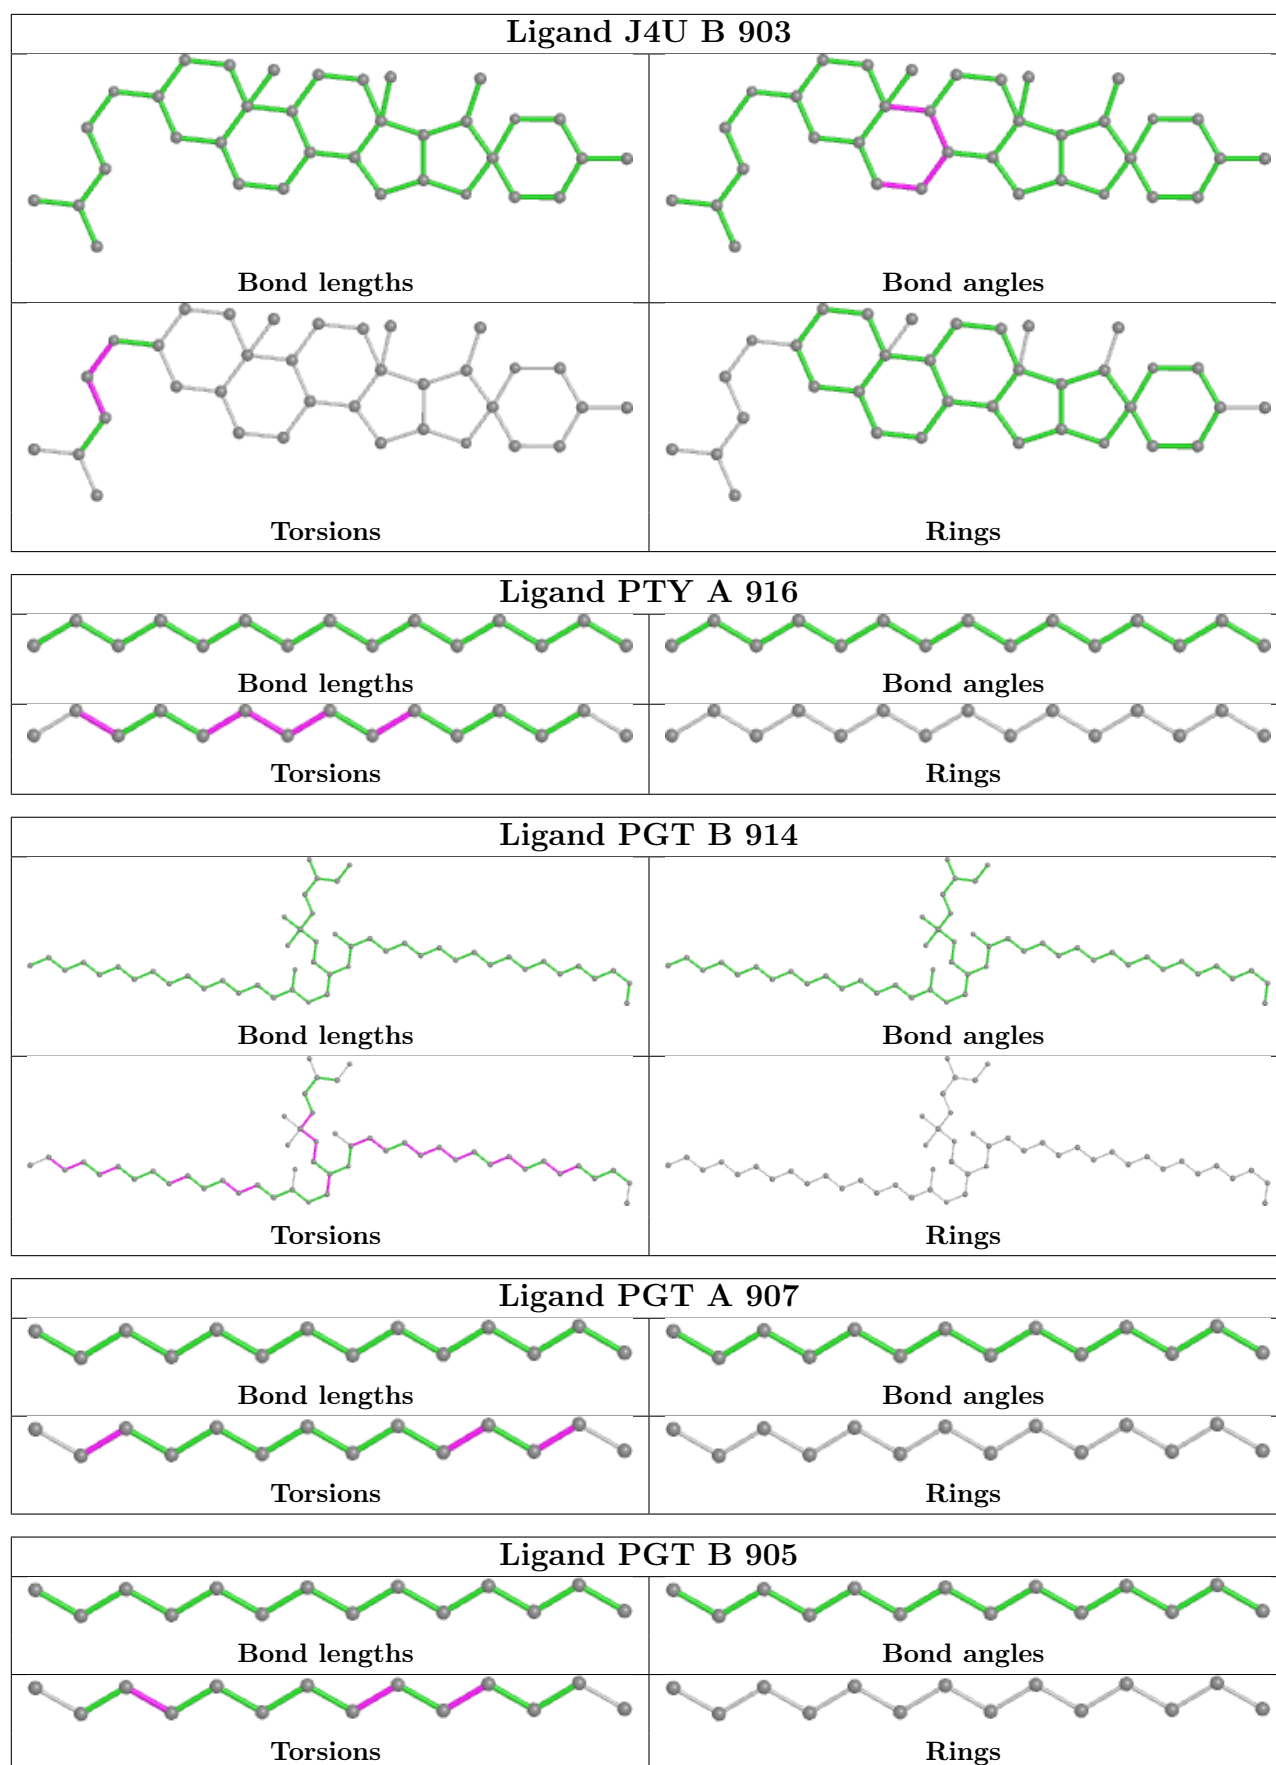 Ligand J4U B 903
Bond lengths
Bond angles
Torsions
Rings
Ligand PTY A 916
Bond lengths
Bond angles
Torsions
Rings
Ligand PGT B 914
Bond lengths
Bond angles
Torsions
Rings
Ligand PGT A 907
Bond lengths
Bond angles
Torsions
Rings
Ligand PGT B 905
Bond lengths
Bond angles
Torsions
Rings